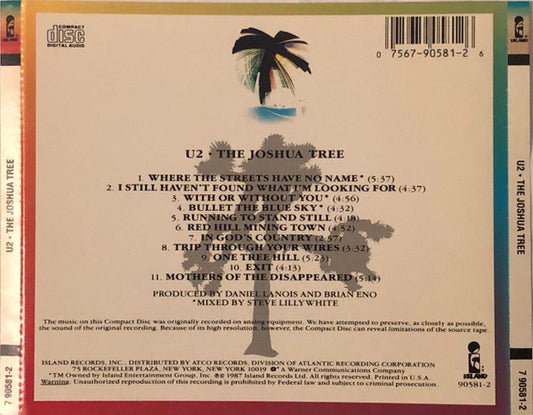 COMPACT
disc
DIGITAL AUDIO
0 7567-90581-2 6
ISLAND
ISLAND
U2 • THE JOSHUA TREE
1. WHERE THE STREETS HAVE NO NAME* (5:37)
2. I STILL HAVEN'T FOUND WHAT I'M LOOKING FOR (4:37)
3. WITH OR WITHOUT YOU* (4:56)
4. BULLET THE BLUE SKY* (4:32)
5. RUNNING TO STAND STILL (4:18)
6. RED HILL MINING TOWN (4:52)
7. IN GOD'S COUNTRY (2:57)
8. TRIP THROUGH YOUR WIRES (3:32)
9. ONE TREE HILL (5:23)
10. EXIT (4:13)
11. MOTHERS OF THE DISAPPEARED (5:14)
PRODUCED BY DANIEL LANOIS AND BRIAN ENO
*MIXED BY STEVE LILLYWHITE
The music on this Compact Disc was originally recorded on analog equipment. We have attempted to preserve, as closely as possible,
the sound of the original recording. Because of its high resolution, however, the Compact Disc can reveal limitations of the source tape.
ISLAND RECORDS, INC., DISTRIBUTED BY ATCO RECORDS, DIVISION OF ATLANTIC RECORDING CORPORATION
75 ROCKEFELLER PLAZA, NEW YORK, NEW YORK 10019 A Warner Communications Company
™TM Owned by Island Entertainment Group, Inc. ℗©1987 Island Records Ltd. All rights reserved. Printed in U.S.A.
Warning: Unauthorized reproduction of this recording is prohibited by Federal law and subject to criminal prosecution.
ISLAND
90581-2
U2 • THE JOSHUA TREE
7 90581-2
U2 • THE JOSHUA TREE
ISLAND
7 90581-2